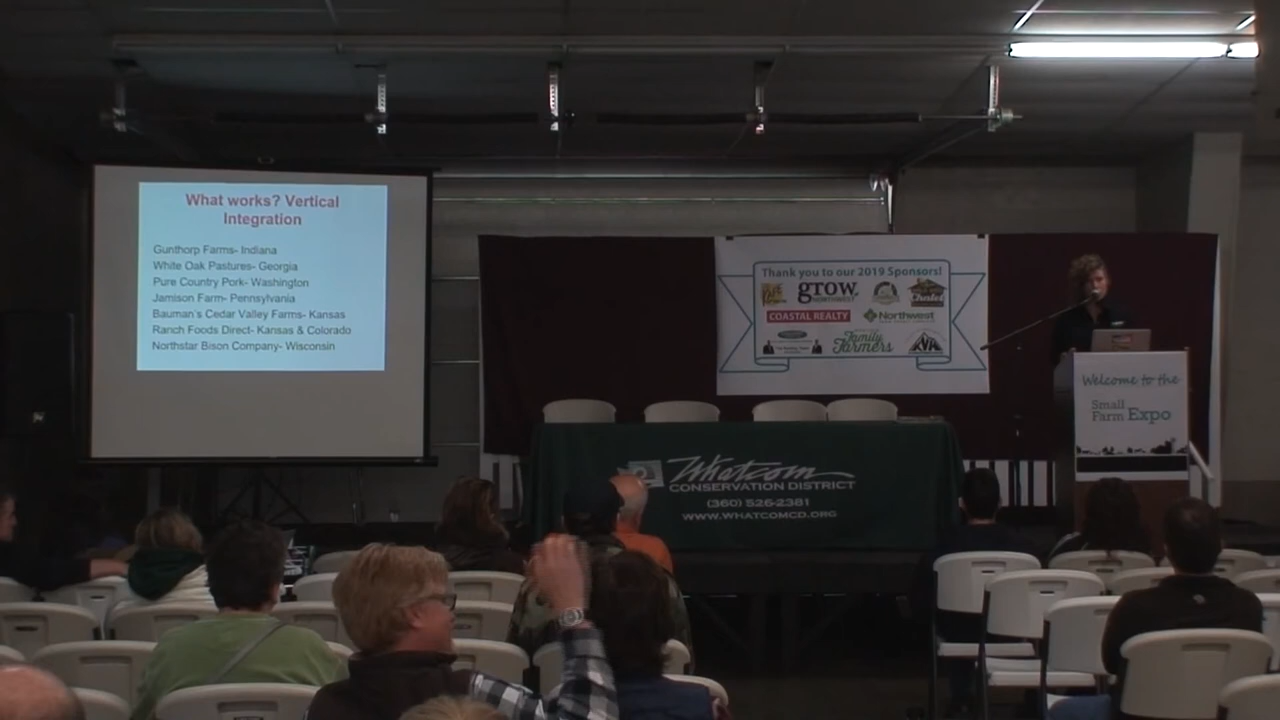 What works? Vertical
Integration
Gunthorp Farms- Indiana
White Oak Pastures- Georgia
Pure Country Pork- Washington
Jamison Farm- Pennsylvania
Bauman's Cedar Valley Farms- Kansas
Ranch Foods Direct- Kansas & Colorado
Northstar Bison Company- Wisconsin
Thank you to our 2019 Sponsors!
grow
NORTHWEST
Chalet
COASTAL REALTY
Northwest
Family
Farmers
Welcome to the
Small
Farm Expo
Whatcom
CONSERVATION DISTRICT
(360) 526-2381
WWW.WHATCOMCD.ORG